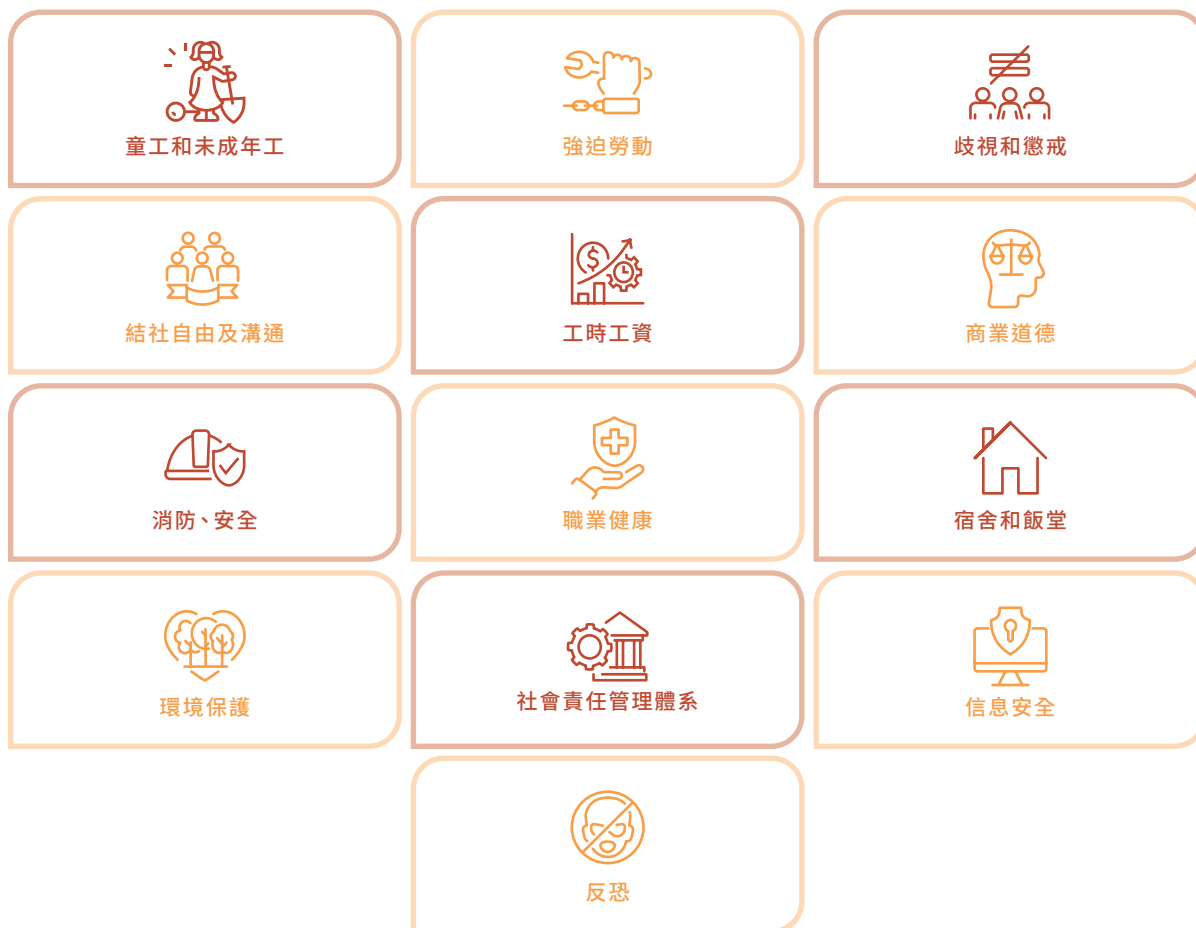 童工和未成年工
強迫勞動
歧視和懲戒
結社自由及溝通
工時工資
商業道德
消防、安全
職業健康
宿舍和飯堂
環境保護
社會責任管理體系
信息安全
反恐